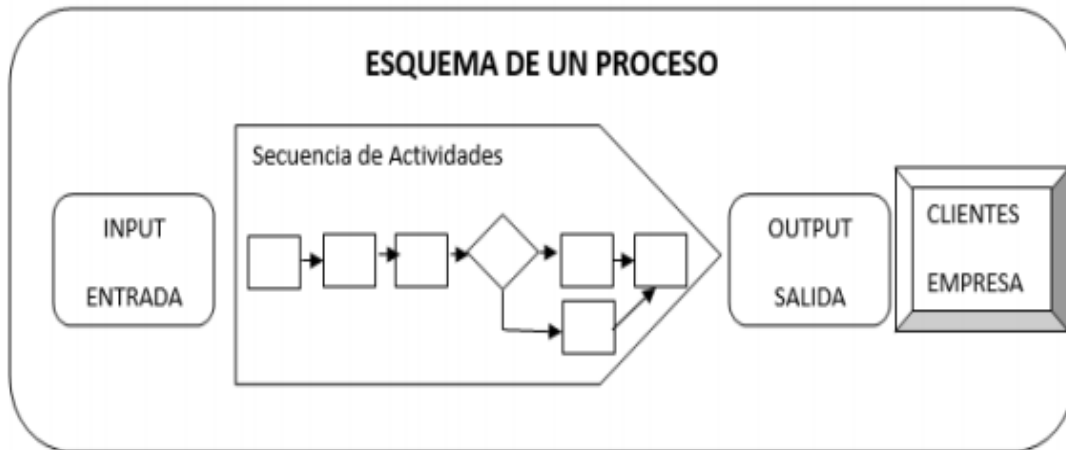 ESQUEMA DE UN PROCESO
Secuencia de Actividades
INPUT
ENTRADA
OUTPUT
SALIDA
CLIENTES
EMPRESA